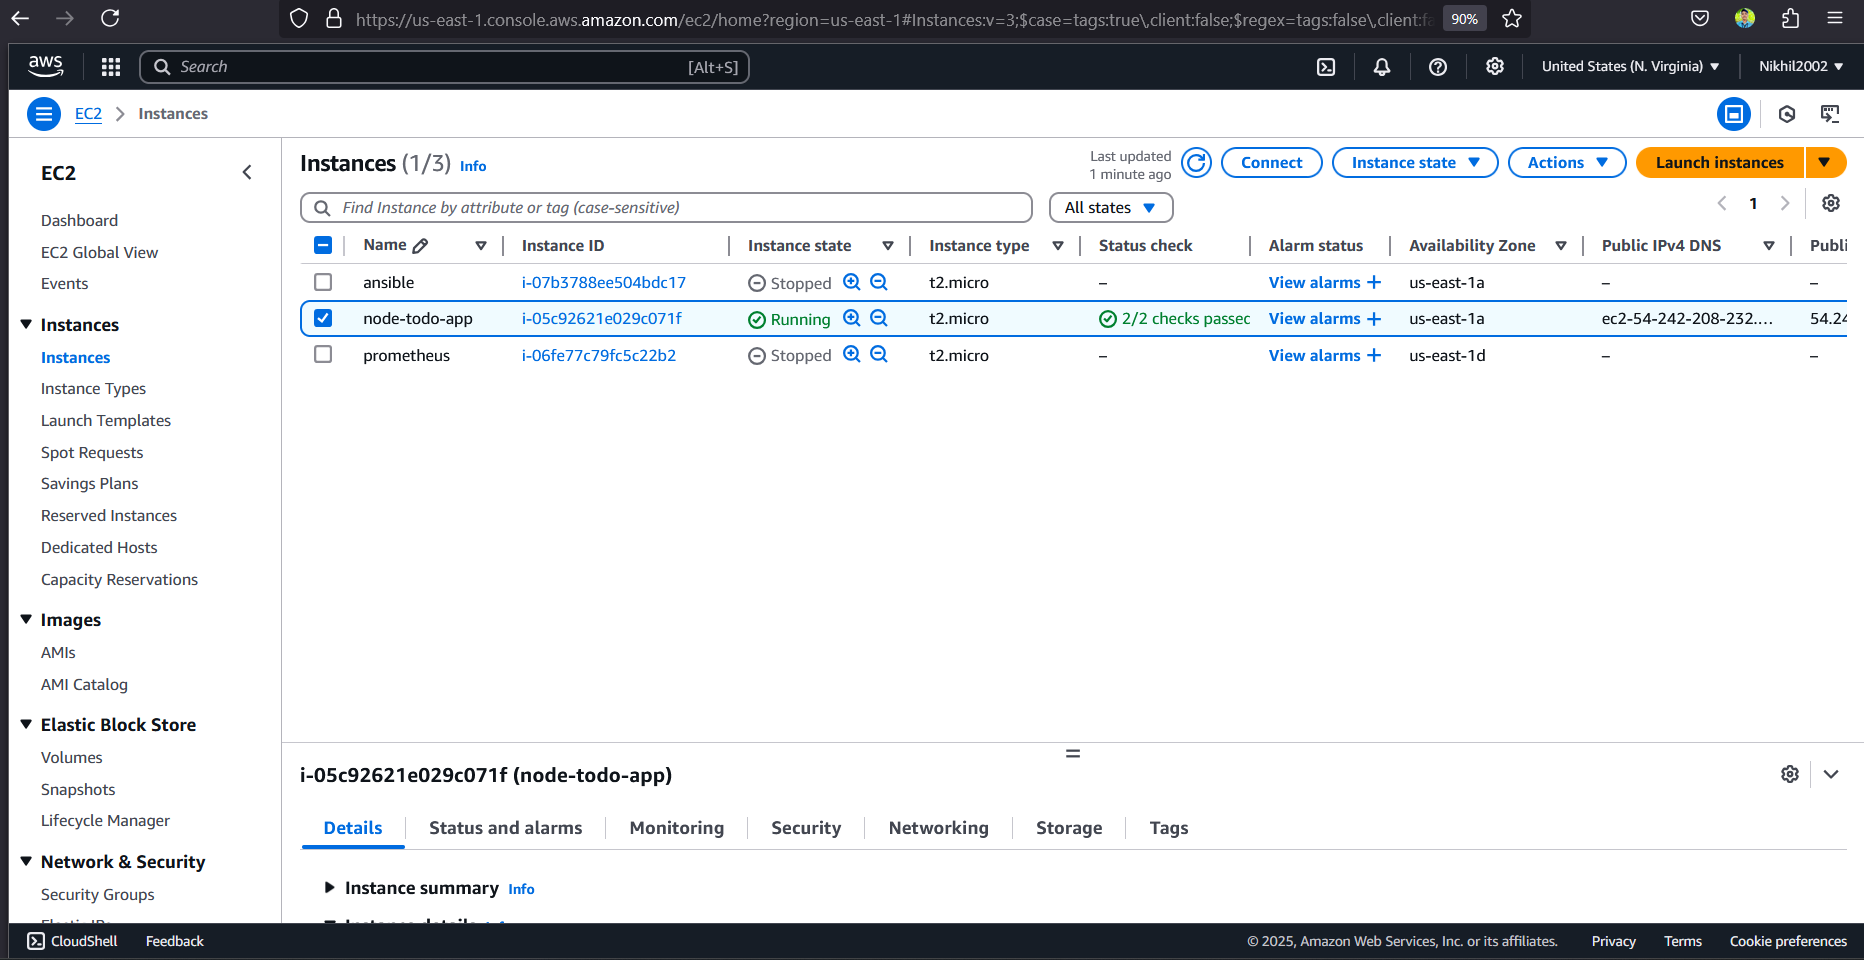 https://us-east-1.console.aws.amazon.com/ec2/home?region=us-east-1#Instances:v=3;$case=tags:true\,client:false;$regex=tags:false\,client:fa
90%
aws
Search [Alt+S]
United States (N. Virginia)
Nikhil2002
EC2 Instances
EC2
Dashboard
EC2 Global View
Events
Instances
Instances
Instance Types
Launch Templates
Spot Requests
Savings Plans
Reserved Instances
Dedicated Hosts
Capacity Reservations
Images
AMIs
AMI Catalog
Elastic Block Store
Volumes
Snapshots
Lifecycle Manager
Network & Security
Security Groups
Instances (1/3) Info
Last updated
1 minute ago
Connect
Instance state
Actions
Launch instances
Find Instance by attribute or tag (case-sensitive)
All states
1
Name Instance ID Instance state Instance type Status check Alarm status Availability Zone Public IPv4 DNS Publi
ansible i-07b3788ee504bdc17 Stopped t2.micro – View alarms + us-east-1a – –
node-todo-app i-05c92621e029c071f Running t2.micro 2/2 checks passec View alarms + us-east-1a ec2-54-242-208-232.... 54.24
prometheus i-06fe77c79fc5c22b2 Stopped t2.micro – View alarms + us-east-1d – –
i-05c92621e029c071f (node-todo-app)
Details
Status and alarms
Monitoring
Security
Networking
Storage
Tags
Instance summary Info
CloudShell
Feedback
© 2025, Amazon Web Services, Inc. or its affiliates.
Privacy
Terms
Cookie preferences